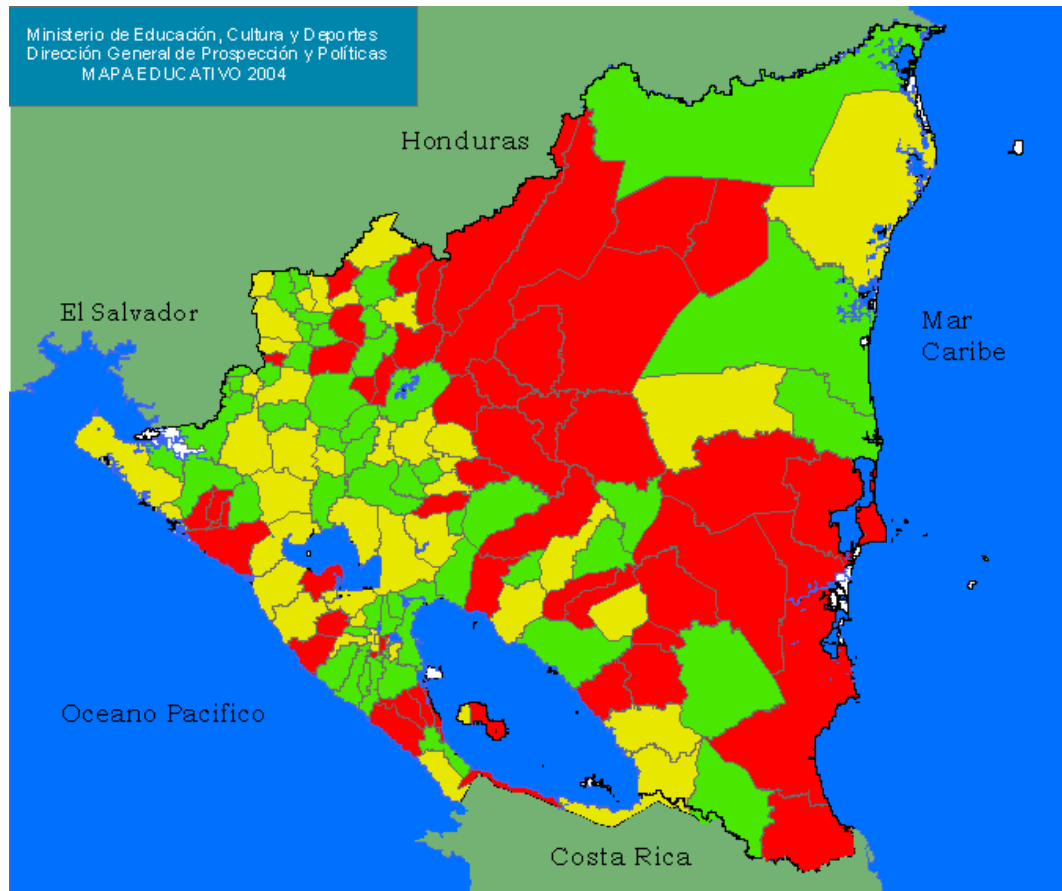 Ministerio de Educación, Cultura y Deportes
Dirección General de Prospección y Políticas
MAPA EDUCATIVO 2004
Honduras
El Salvador
Mar
Caribe
Oceano Pacifico
Costa Rica